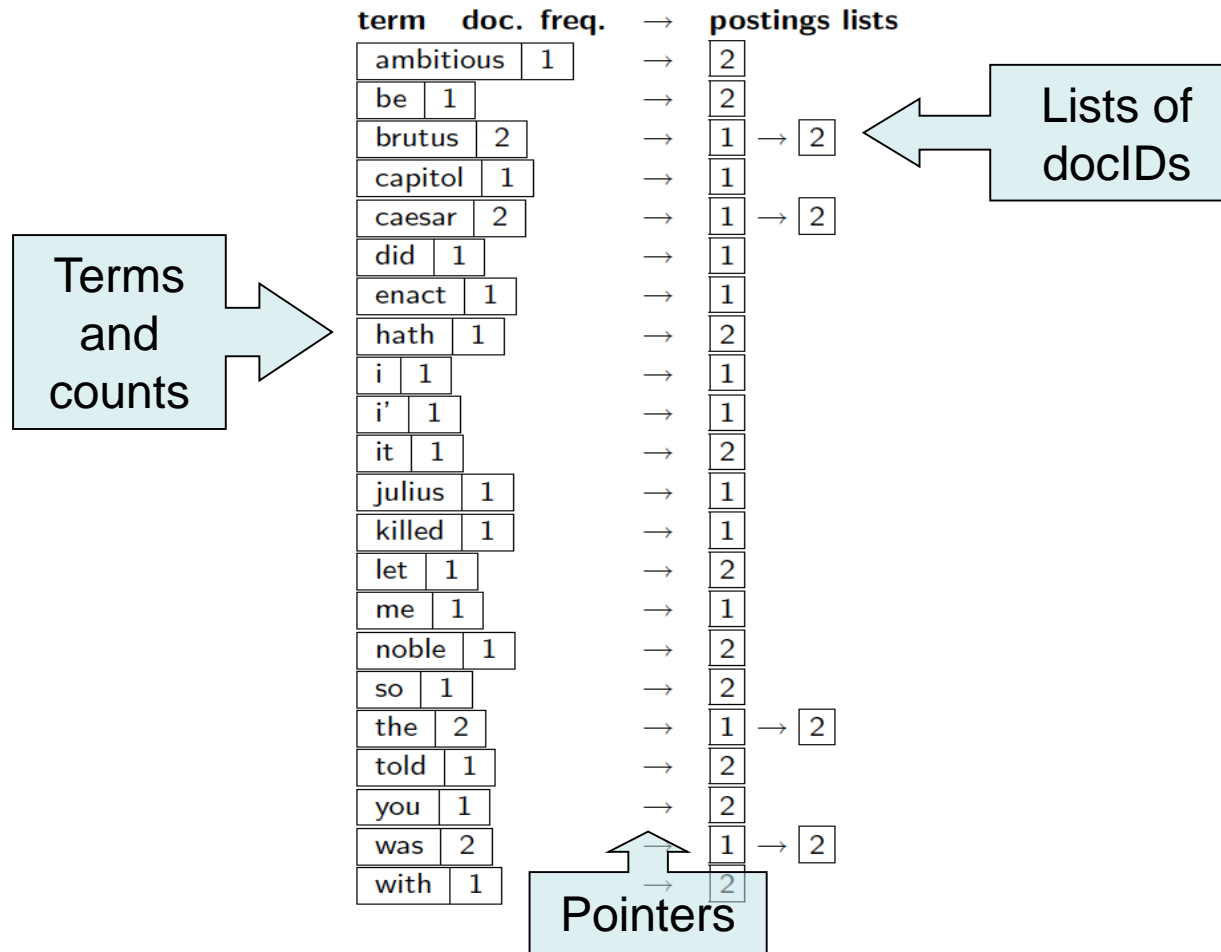 term doc. freq. → postings lists
ambitious 1 → 2
be 1 → 2
brutus 2 → 1 → 2
capitol 1 → 1
caesar 2 → 1 → 2
did 1 → 1
enact 1 → 1
hath 1 → 2
i 1 → 1
i' 1 → 1
it 1 → 2
julius 1 → 1
killed 1 → 1
let 1 → 2
me 1 → 1
noble 1 → 2
so 1 → 2
the 2 → 1 → 2
told 1 → 2
you 1 → 2
was 2 → 1 → 2
with 1 → 2
Lists of
docIDs
Terms
and
counts
Pointers